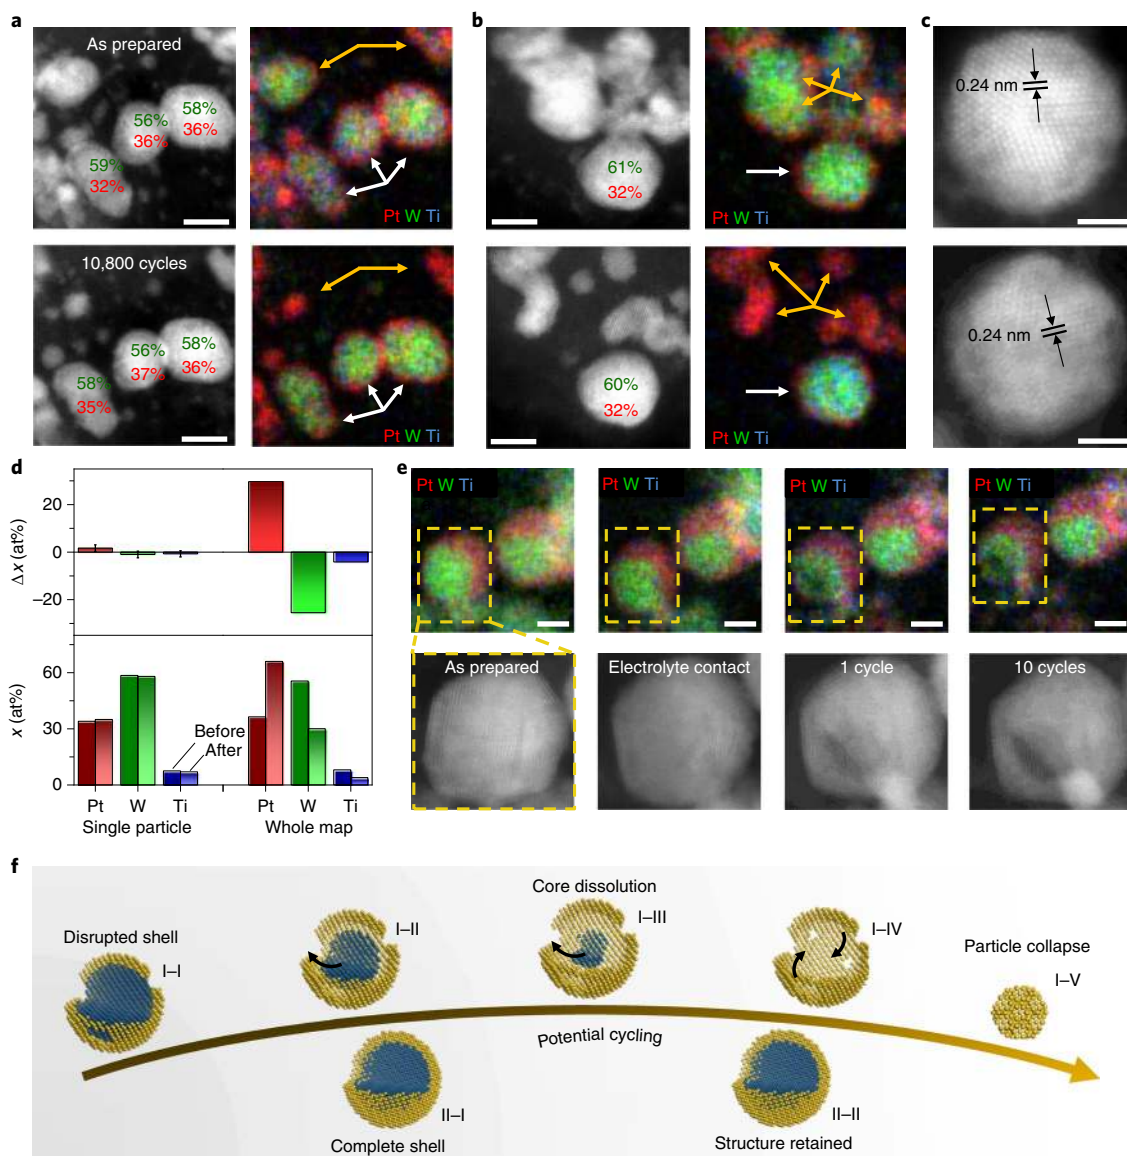 a
As prepared
58%
36%
56%
36%
59%
32%
Pt W Ti
10,800 cycles
58%
36%
56%
37%
58%
35%
Pt W Ti
b
61%
32%
Pt W Ti
60%
32%
Pt W Ti
c
0.24 nm
0.24 nm
d
Δx (at%)
20
0
–20
x (at%)
60
30
0
Before
After
Pt W Ti Pt W Ti
Single particle Whole map
e
Pt W Ti
Pt W Ti
Pt W Ti
Pt W Ti
As prepared
Electrolyte contact
1 cycle
10 cycles
f
Disrupted shell
I–I
I–II
Core dissolution
I–III
I–IV
Particle collapse
I–V
Potential cycling
II–I
Complete shell
II–II
Structure retained